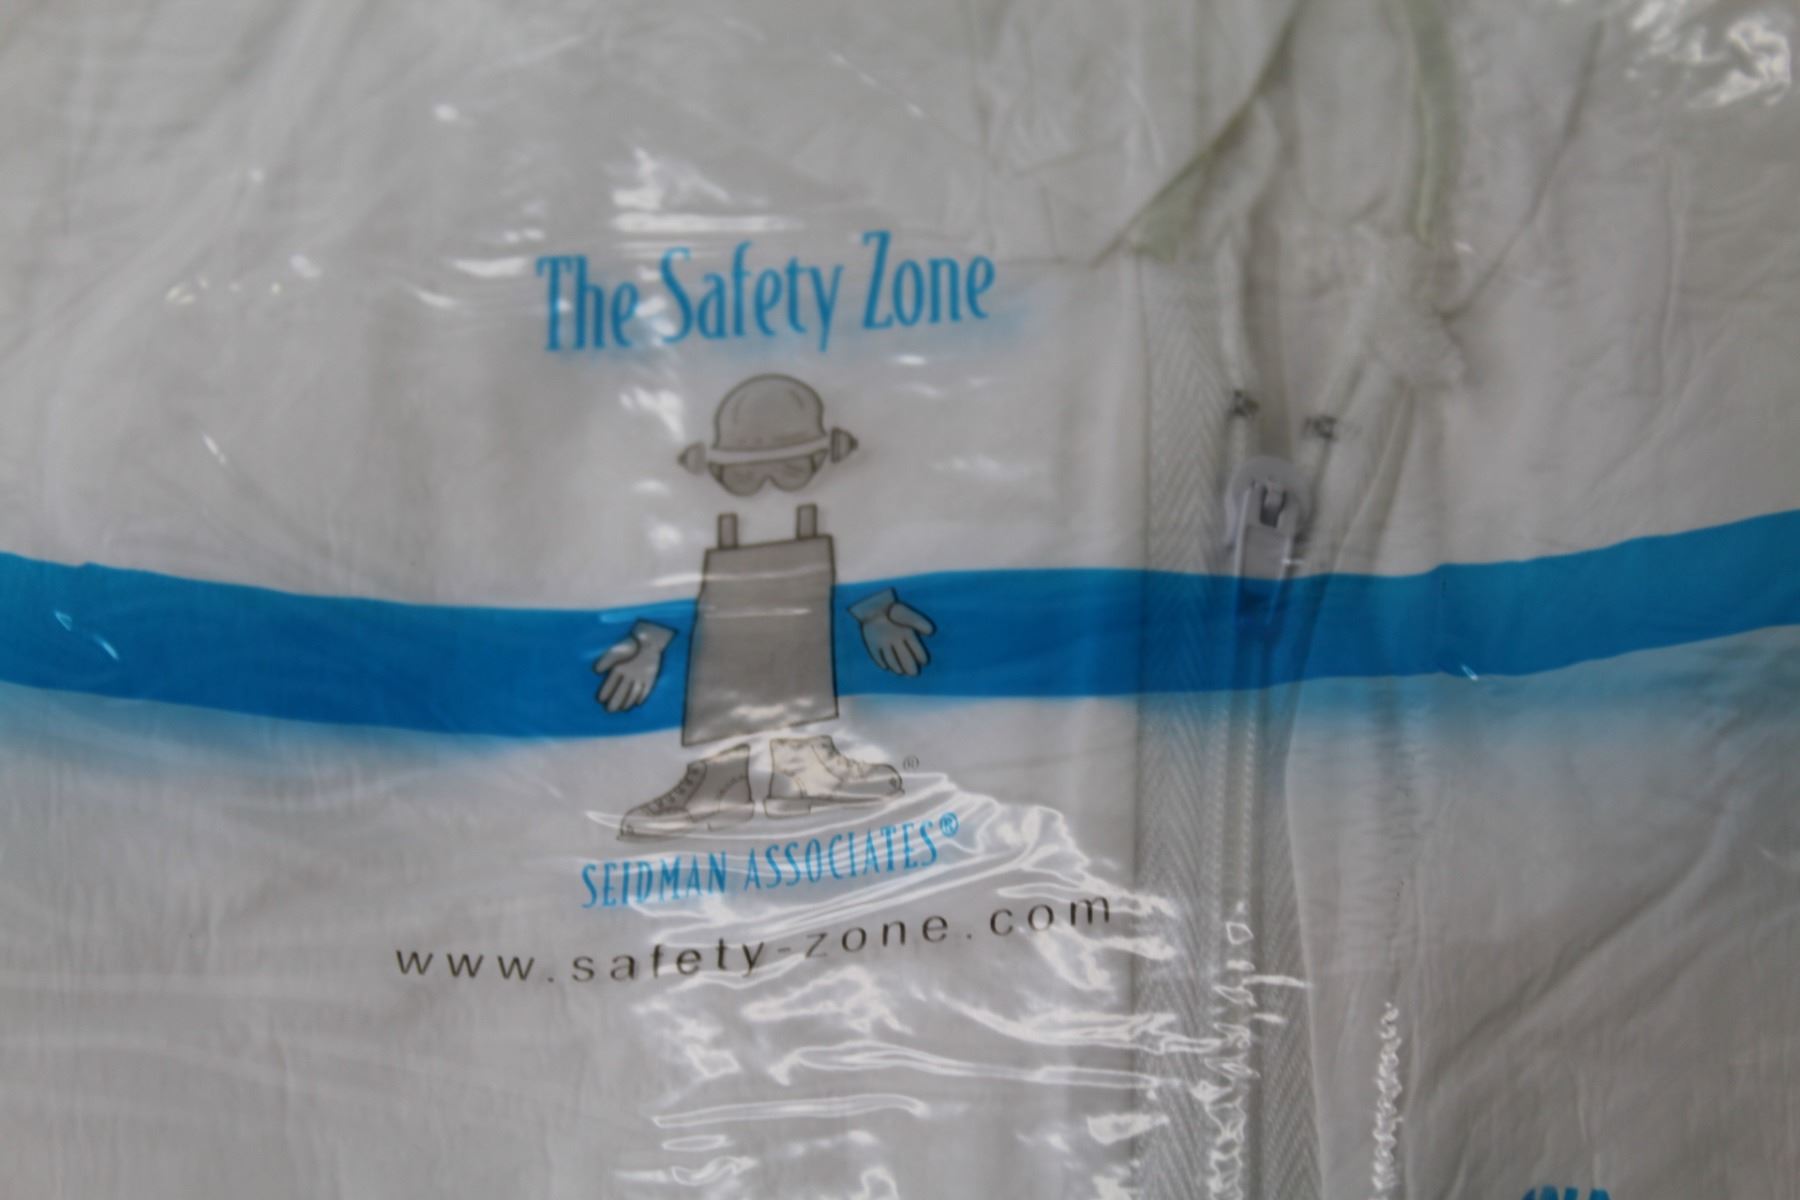 The Safety Zone
®
SEIDMAN ASSOCIATES®
www.safety-zone.com